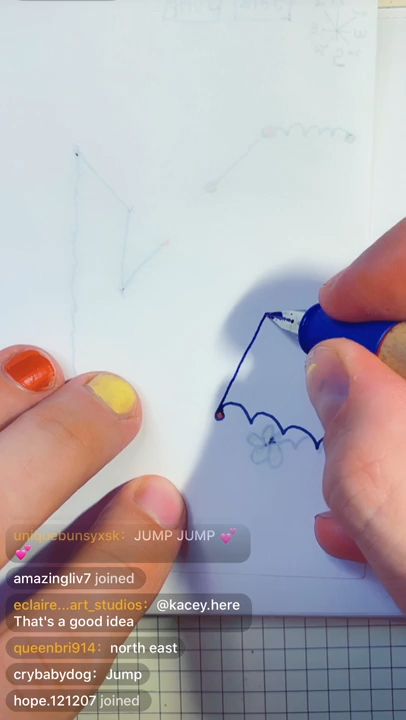 uniquebunsyxsk: JUMP JUMP 💕
💕
amazingliv7 joined
eclaire...art_studios: @kacey.here
That's a good idea
queenbri914: north east
crybabydog: Jump
hope.121207 joined